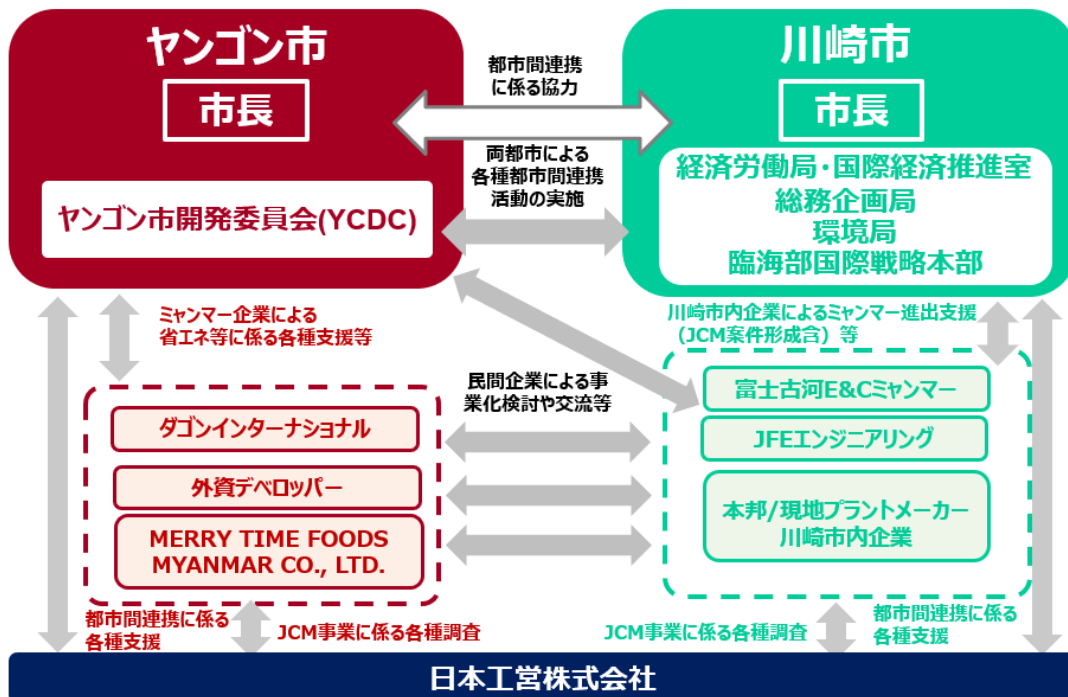 ヤンゴン市
市長
ヤンゴン市開発委員会(YCDC)
都市間連携
に係る協力
両都市による
各種都市間連携
活動の実施
川崎市
市長
経済労働局・国際経済推進室
総務企画局
環境局
臨海部国際戦略本部
ミャンマー企業による
省エネ等に係る各種支援等
川崎市内企業によるミャンマー進出支援
（JCM案件形成含）等
民間企業による事
業化検討や交流等
ダゴンインターナショナル
外資デベロッパー
MERRY TIME FOODS
MYANMAR CO., LTD.
富士古河E&Cミャンマー
JFEエンジニアリング
本邦/現地プラントメーカー
川崎市内企業
都市間連携に係る
各種支援
JCM事業に係る各種調査
JCM事業に係る各種調査
都市間連携に係る
各種支援
日本工営株式会社